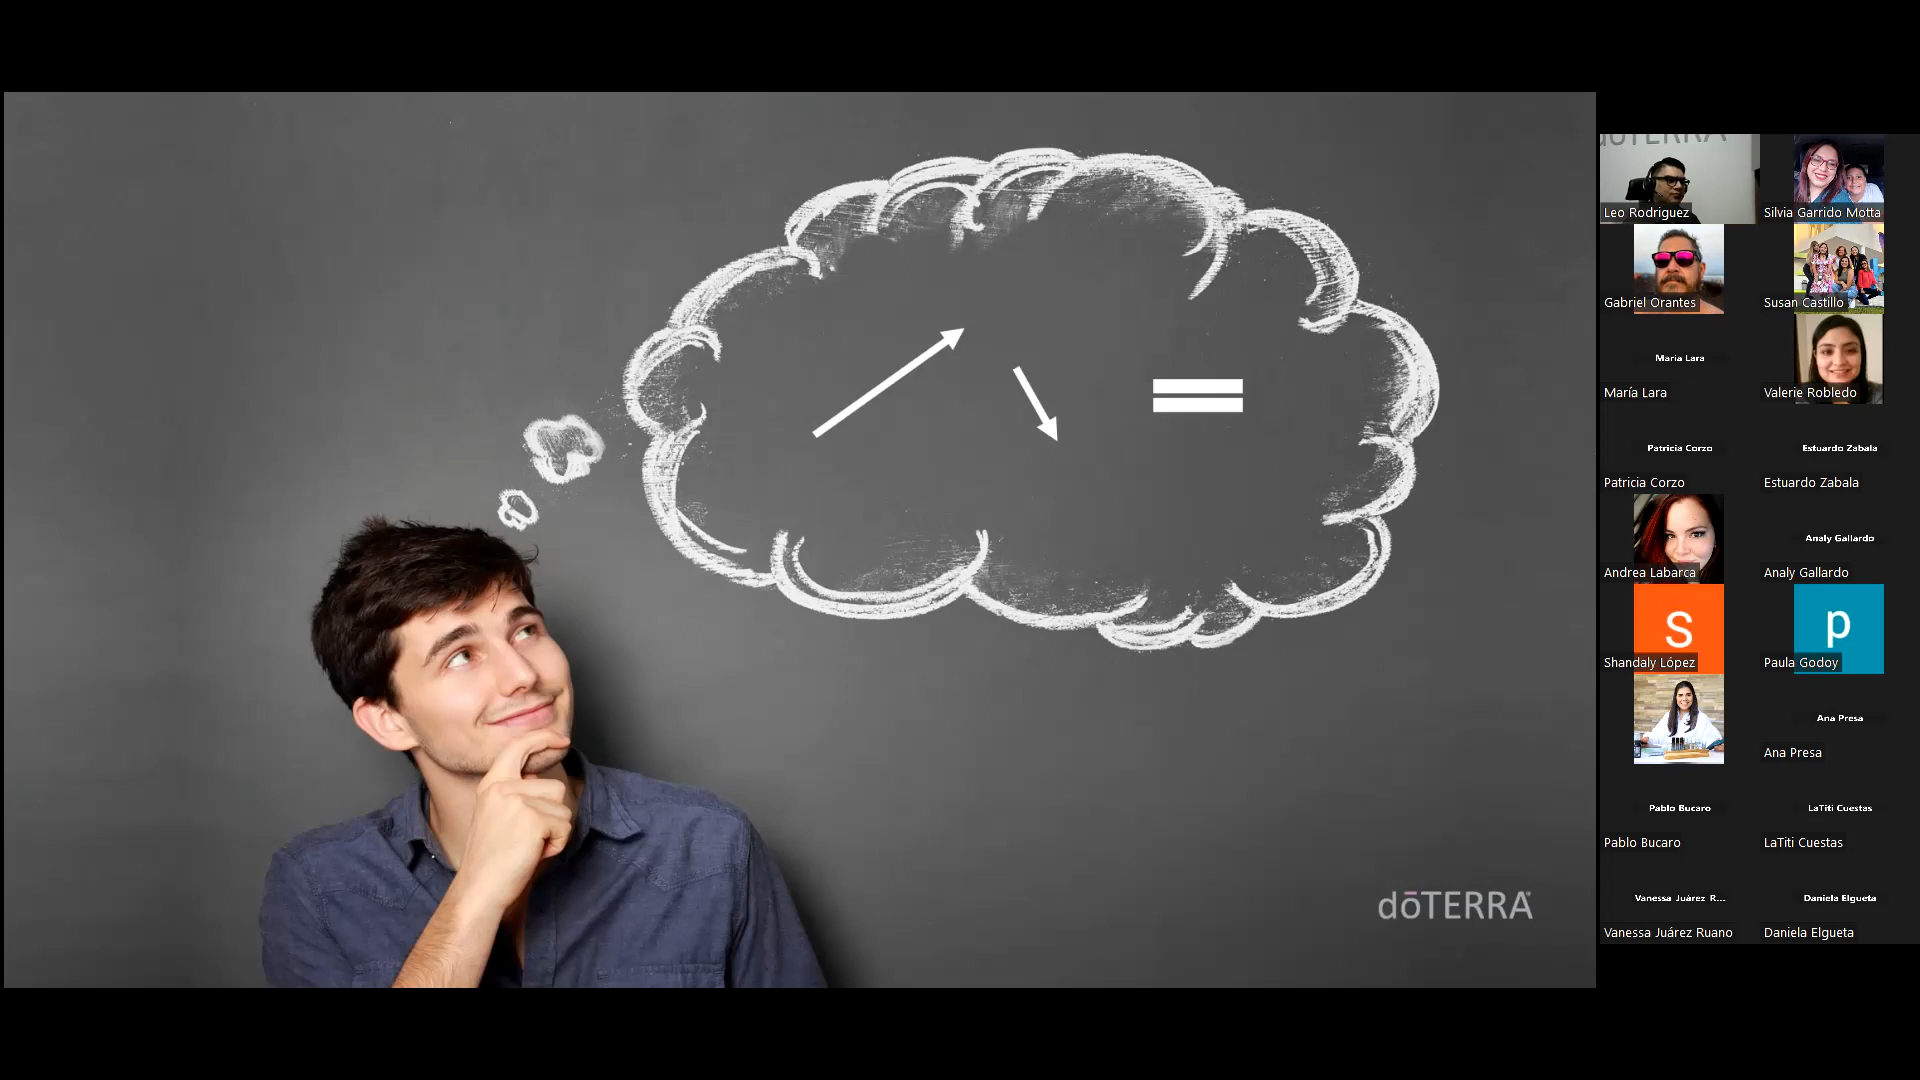 dōTERRA
doTERRA
Leo Rodriguez
Silvia Garrido Motta
Gabriel Orantes
Susan Castillo
Maria Lara
María Lara
Valerie Robledo
Patricia Corzo
Patricia Corzo
Estuardo Zabala
Estuardo Zabala
Andrea Labarca
Analy Gallardo
Analy Gallardo
S
Shandaly López
p
Paula Godoy
Ana Presa
Ana Presa
Pablo Bucaro
Pablo Bucaro
LaTiti Cuestas
LaTiti Cuestas
Vanessa Juárez R...
Vanessa Juárez Ruano
Daniela Elgueta
Daniela Elgueta